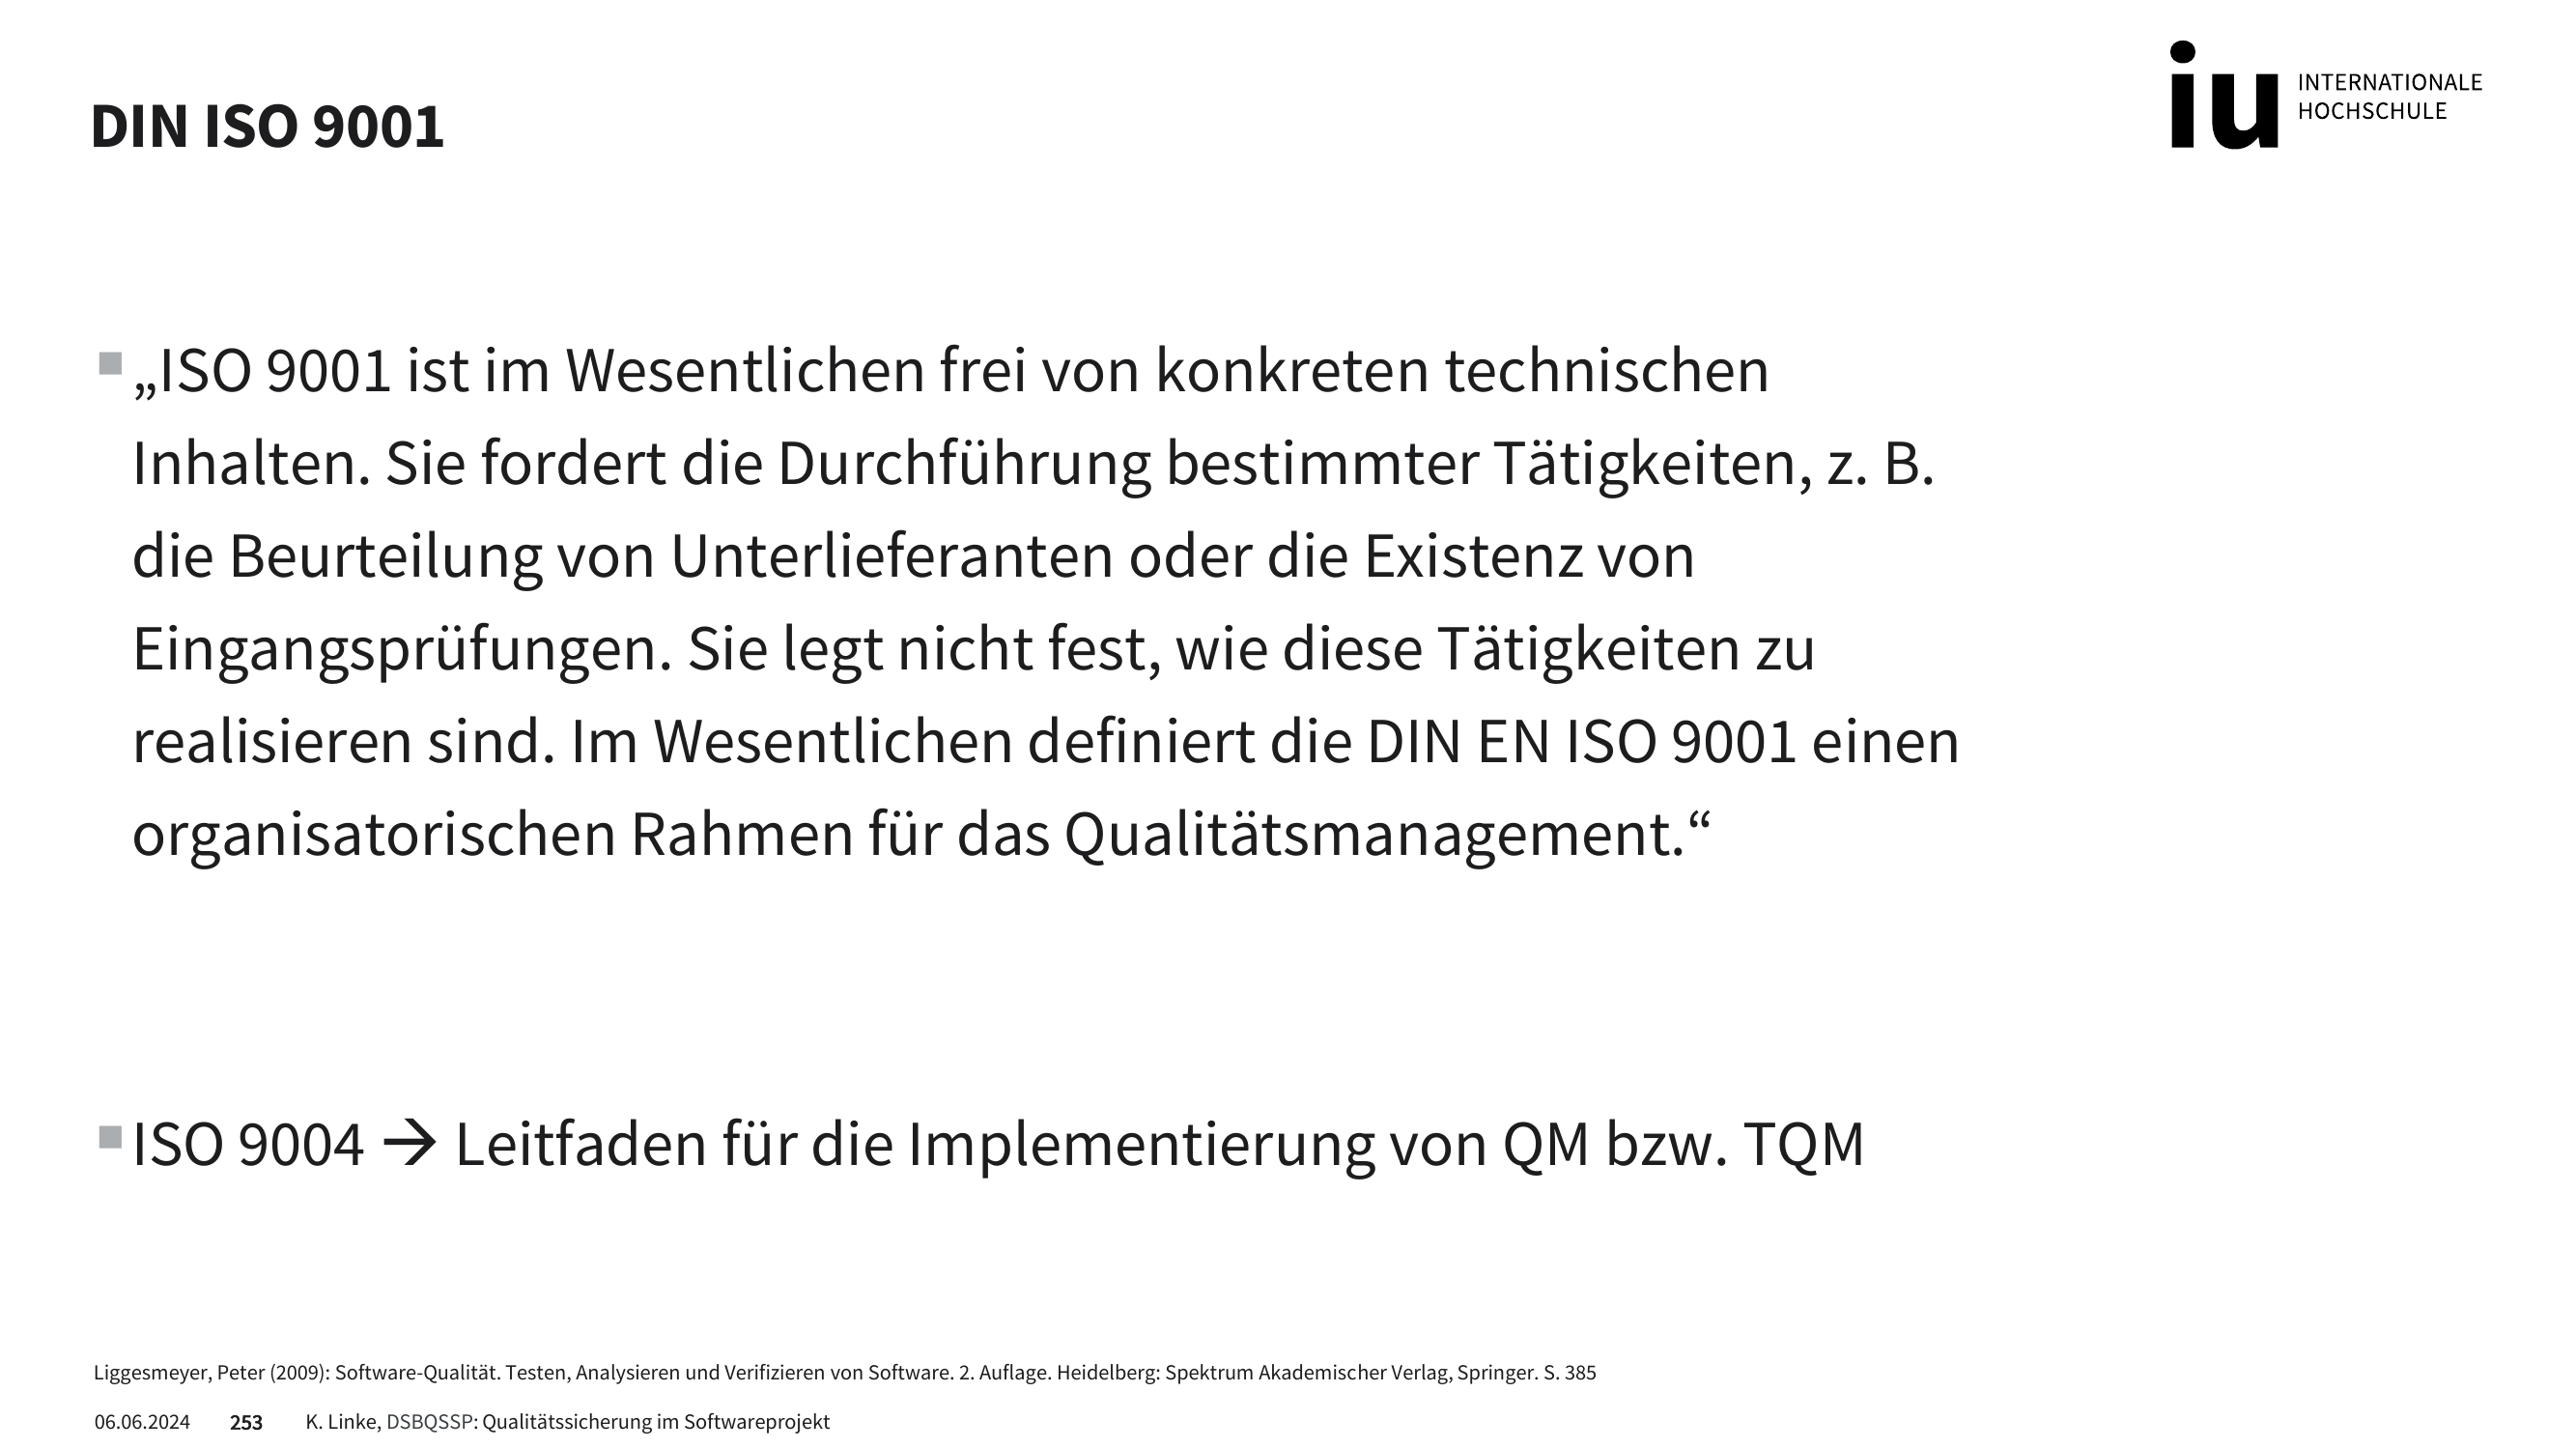 DIN ISO 9001
iu INTERNATIONALE
HOCHSCHULE
„ISO 9001 ist im Wesentlichen frei von konkreten technischen
Inhalten. Sie fordert die Durchführung bestimmter Tätigkeiten, z. B.
die Beurteilung von Unterlieferanten oder die Existenz von
Eingangsprüfungen. Sie legt nicht fest, wie diese Tätigkeiten zu
realisieren sind. Im Wesentlichen definiert die DIN EN ISO 9001 einen
organisatorischen Rahmen für das Qualitätsmanagement.“
ISO 9004 → Leitfaden für die Implementierung von QM bzw. TQM
Liggesmeyer, Peter (2009): Software-Qualität. Testen, Analysieren und Verifizieren von Software. 2. Auflage. Heidelberg: Spektrum Akademischer Verlag, Springer. S. 385
06.06.2024 253 K. Linke, DSBQSSP: Qualitätssicherung im Softwareprojekt